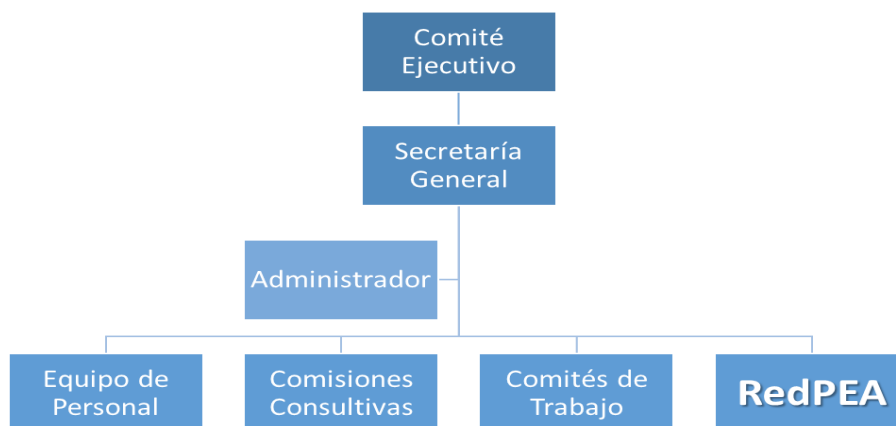 Comité
Ejecutivo
Secretaría
General
Administrador
Equipo de
Personal
Comisiones
Consultivas
Comités de
Trabajo
RedPEA